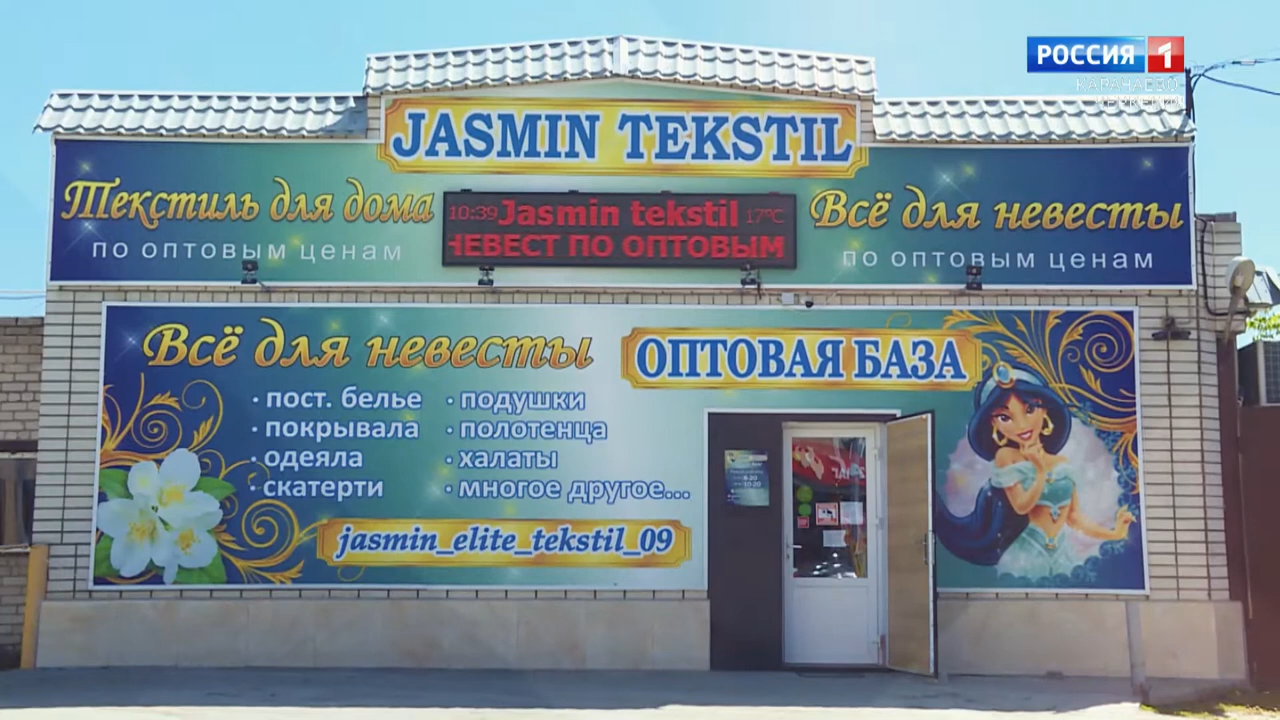 РОССИЯ 1
КАРАЧАЕВО
ЧЕРКЕСИЯ
JASMIN TEKSTIL
Текстиль для дома
по оптовым ценам
10:39 Jasmin tekstil 17°C
НЕВЕСТ ПО ОПТОВЫМ
Всё для невесты
по оптовым ценам
Всё для невесты
· пост. белье
· покрывала
· одеяла
· скатерти
· подушки
· полотенца
· халаты
· многое другое...
jasmin_elite_tekstil_09
ОПТОВАЯ БАЗА